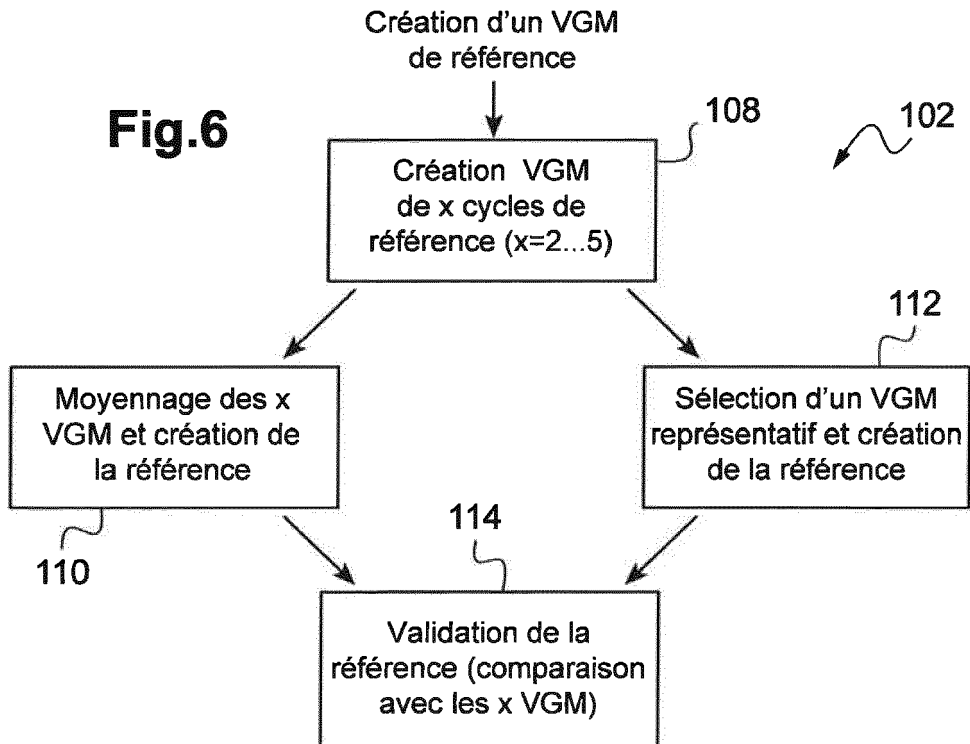 Création d'un VGM
de référence
Fig.6
108
102
Création VGM
de x cycles de
référence (x=2...5)
112
Moyennage des x
VGM et création de
la référence
Sélection d'un VGM
représentatif et création
de la référence
110
114
Validation de la
référence (comparaison
avec les x VGM)